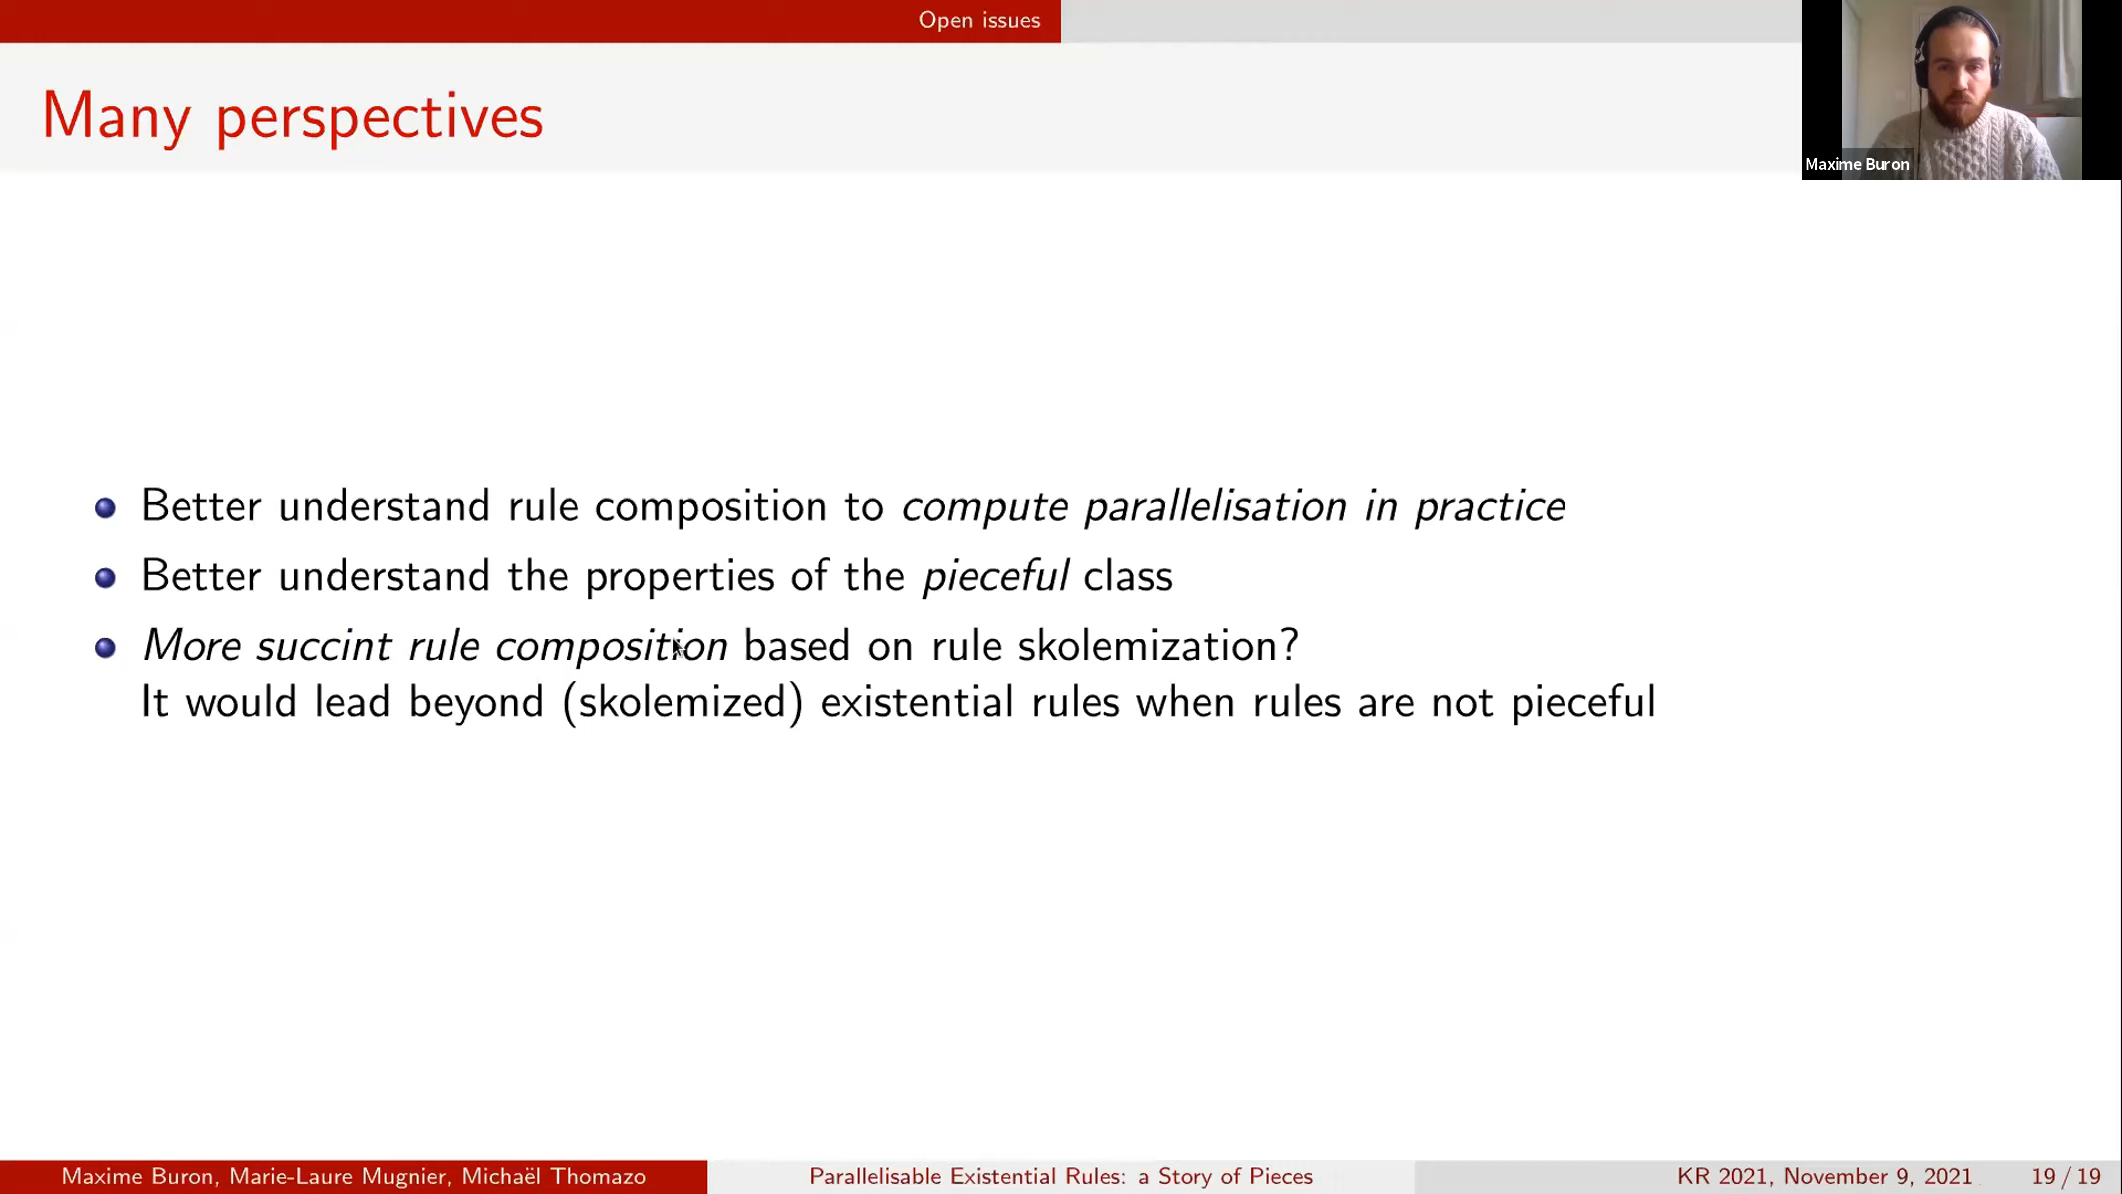 Open issues
Many perspectives
Maxime Buron
Better understand rule composition to compute parallelisation in practice
Better understand the properties of the pieceful class
More succint rule composition based on rule skolemization?
It would lead beyond (skolemized) existential rules when rules are not pieceful
Maxime Buron, Marie-Laure Mugnier, Michaël Thomazo
Parallelisable Existential Rules: a Story of Pieces
KR 2021, November 9, 2021
19 / 19